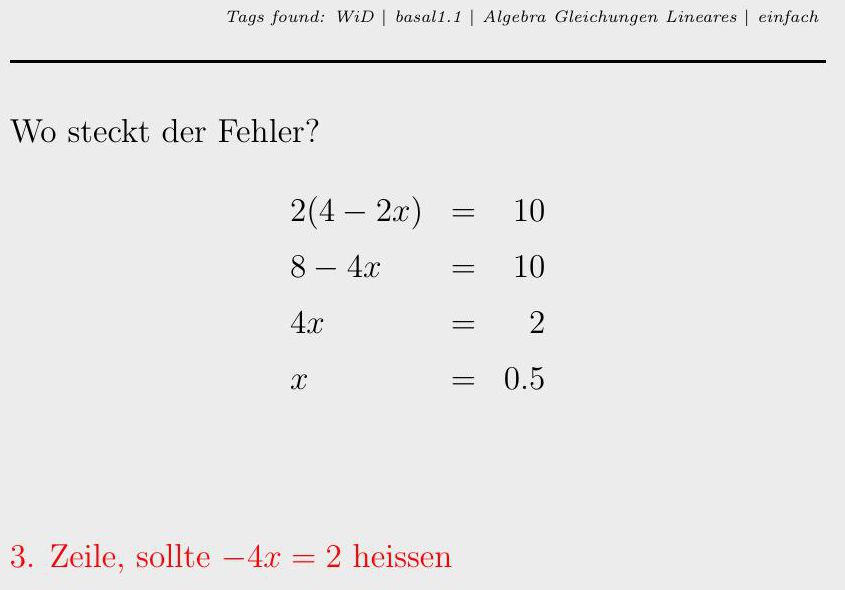 Tags found: WiD | basal1.1 | Algebra Gleichungen Lineares | einfach
Wo steckt der Fehler?
2(4 − 2x) = 10
8 − 4x = 10
4x = 2
x = 0.5
3. Zeile, sollte −4x = 2 heissen